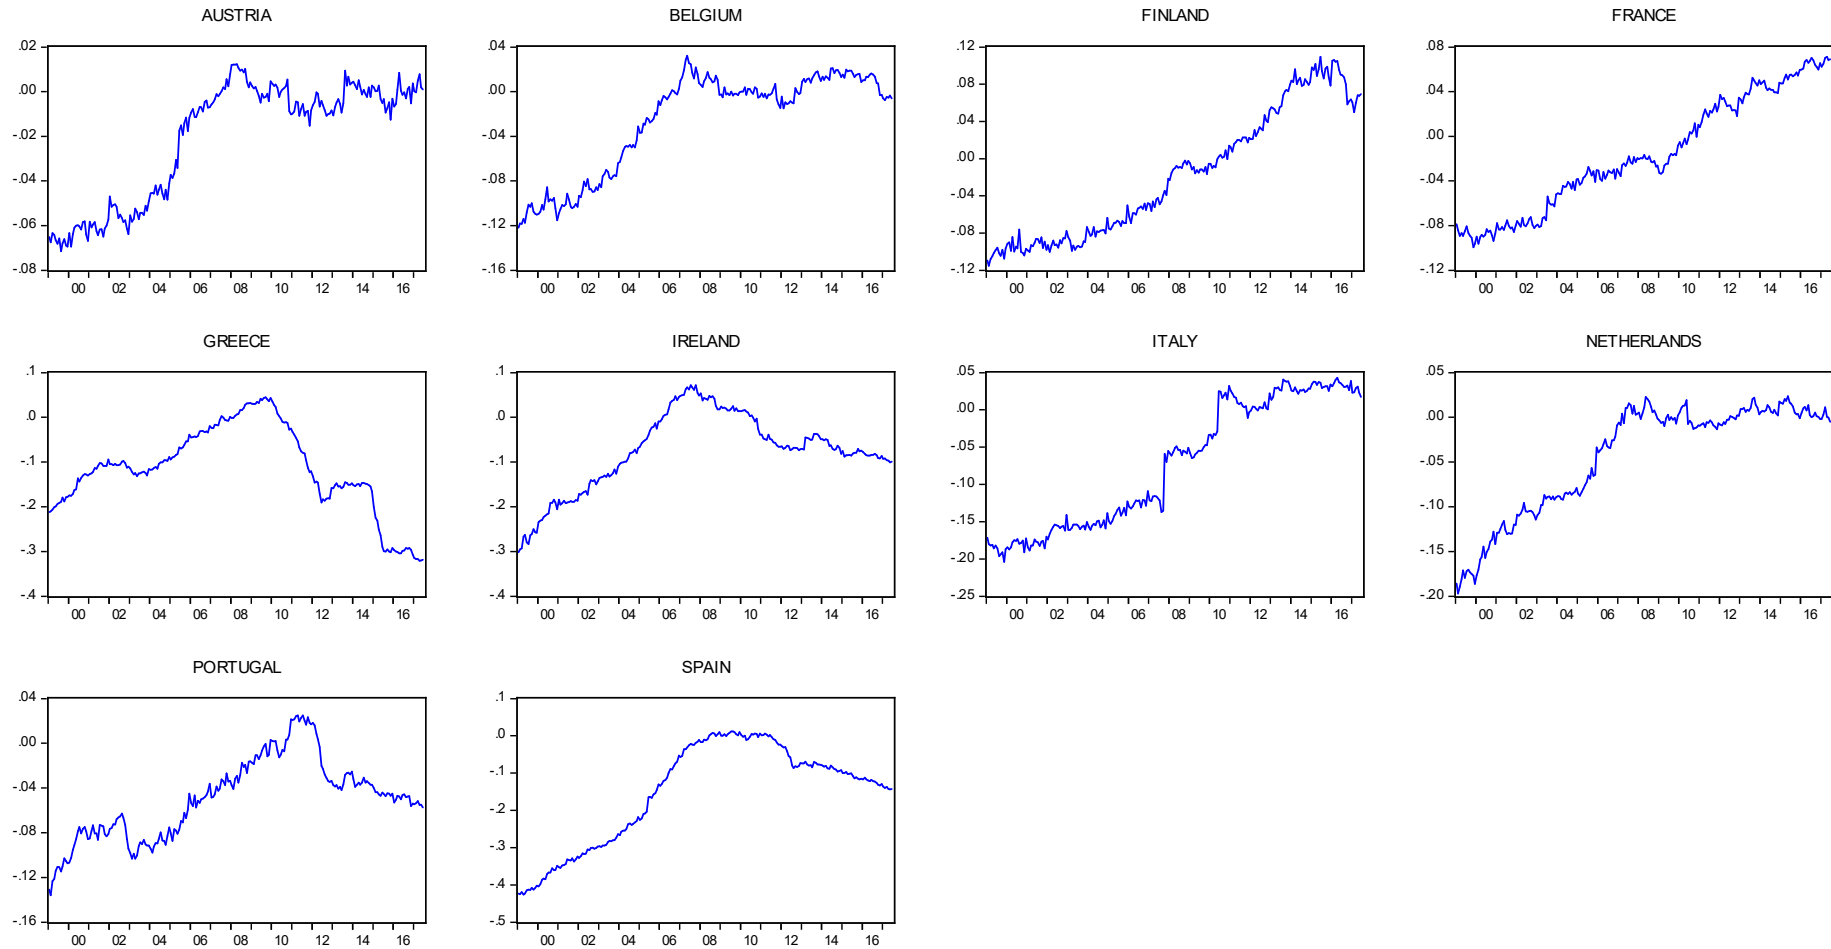 AUSTRIA BELGIUM FINLAND FRANCE
.02 .04 .12 .08
.00 .00 .08 .04
-.02 -.04 .04 .00
-.04 -.08 .00 -.04
-.06 -.12 -.04 -.08
-.08 -.16 -.08 -.12
-.12
00 02 04 06 08 10 12 14 16 00 02 04 06 08 10 12 14 16 00 02 04 06 08 10 12 14 16 00 02 04 06 08 10 12 14 16
GREECE IRELAND ITALY NETHERLANDS
.1 .1 .05 .05
.0 .0 .00 .00
-.1 -.1 -.05 -.05
-.2 -.2 -.10 -.10
-.3 -.3 -.15 -.15
-.4 -.4 -.20 -.20
-.25
00 02 04 06 08 10 12 14 16 00 02 04 06 08 10 12 14 16 00 02 04 06 08 10 12 14 16 00 02 04 06 08 10 12 14 16
PORTUGAL SPAIN
.04 .1
.00 .0
-.04 -.1
-.08 -.2
-.12 -.3
-.16 -.4
-.5
00 02 04 06 08 10 12 14 16 00 02 04 06 08 10 12 14 16